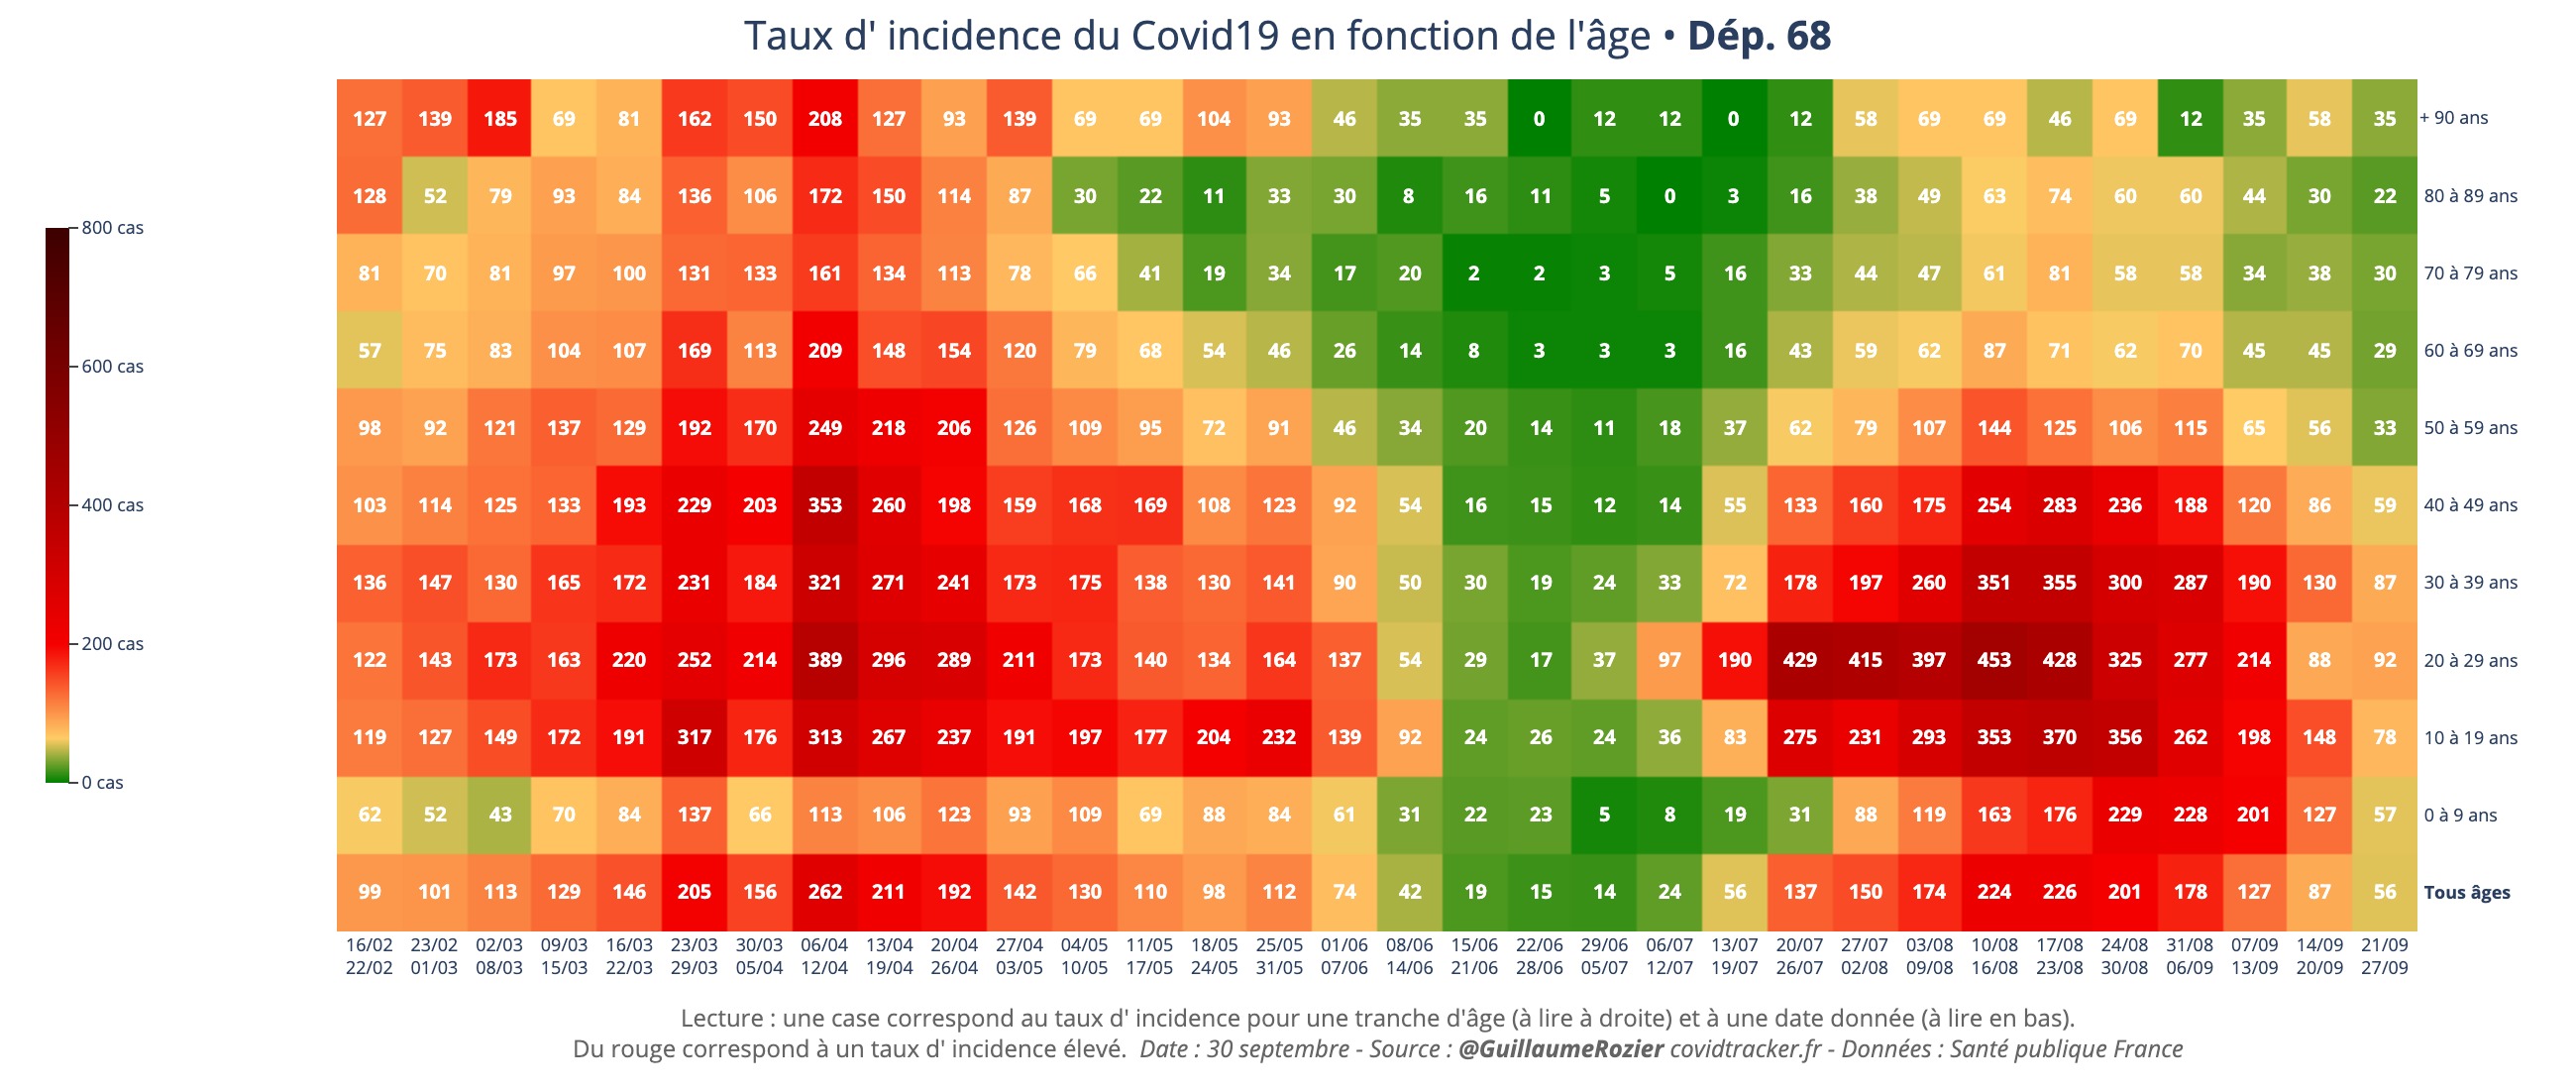 Taux d' incidence du Covid19 en fonction de l'âge • Dép. 68
800 cas
600 cas
400 cas
200 cas
0 cas
127 139 185 69 81 162 150 208 127 93 139 69 69 104 93 46 35 35 0 12 12 0 12 58 69 69 46 69 12 35 58 35 + 90 ans
128 52 79 93 84 136 106 172 150 114 87 30 22 11 33 30 8 16 11 5 0 3 16 38 49 63 74 60 60 44 30 22 80 à 89 ans
81 70 81 97 100 131 133 161 134 113 78 66 41 19 34 17 20 2 2 3 5 16 33 44 47 61 81 58 58 34 38 30 70 à 79 ans
57 75 83 104 107 169 113 209 148 154 120 79 68 54 46 26 14 8 3 3 3 16 43 59 62 87 71 62 70 45 45 29 60 à 69 ans
98 92 121 137 129 192 170 249 218 206 126 109 95 72 91 46 34 20 14 11 18 37 62 79 107 144 125 106 115 65 56 33 50 à 59 ans
103 114 125 133 193 229 203 353 260 198 159 168 169 108 123 92 54 16 15 12 14 55 133 160 175 254 283 236 188 120 86 59 40 à 49 ans
136 147 130 165 172 231 184 321 271 241 173 175 138 130 141 90 50 30 19 24 33 72 178 197 260 351 355 300 287 190 130 87 30 à 39 ans
122 143 173 163 220 252 214 389 296 289 211 173 140 134 164 137 54 29 17 37 97 190 429 415 397 453 428 325 277 214 88 92 20 à 29 ans
119 127 149 172 191 317 176 313 267 237 191 197 177 204 232 139 92 24 26 24 36 83 275 231 293 353 370 356 262 198 148 78 10 à 19 ans
62 52 43 70 84 137 66 113 106 123 93 109 69 88 84 61 31 22 23 5 8 19 31 88 119 163 176 229 228 201 127 57 0 à 9 ans
99 101 113 129 146 205 156 262 211 192 142 130 110 98 112 74 42 19 15 14 24 56 137 150 174 224 226 201 178 127 87 56 Tous âges
16/02 23/02 02/03 09/03 16/03 23/03 30/03 06/04 13/04 20/04 27/04 04/05 11/05 18/05 25/05 01/06 08/06 15/06 22/06 29/06 06/07 13/07 20/07 27/07 03/08 10/08 17/08 24/08 31/08 07/09 14/09 21/09
22/02 01/03 08/03 15/03 22/03 29/03 05/04 12/04 19/04 26/04 03/05 10/05 17/05 24/05 31/05 07/06 14/06 21/06 28/06 05/07 12/07 19/07 26/07 02/08 09/08 16/08 23/08 30/08 06/09 13/09 20/09 27/09
Lecture : une case correspond au taux d' incidence pour une tranche d'âge (à lire à droite) et à une date donnée (à lire en bas).
Du rouge correspond à un taux d' incidence élevé. Date : 30 septembre - Source : @GuillaumeRozier covidtracker.fr - Données : Santé publique France